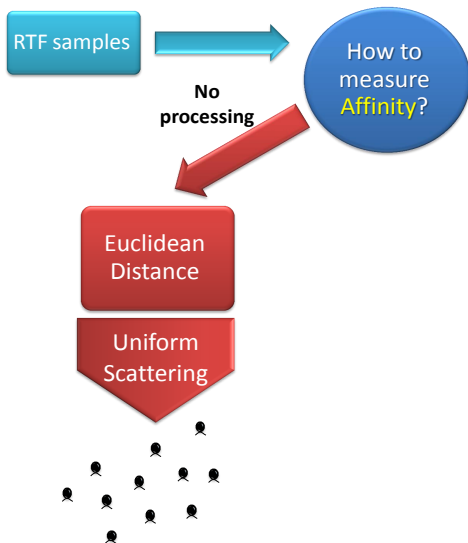 RTF samples
How to
measure
Affinity?
No
processing
Euclidean
Distance
Uniform
Scattering